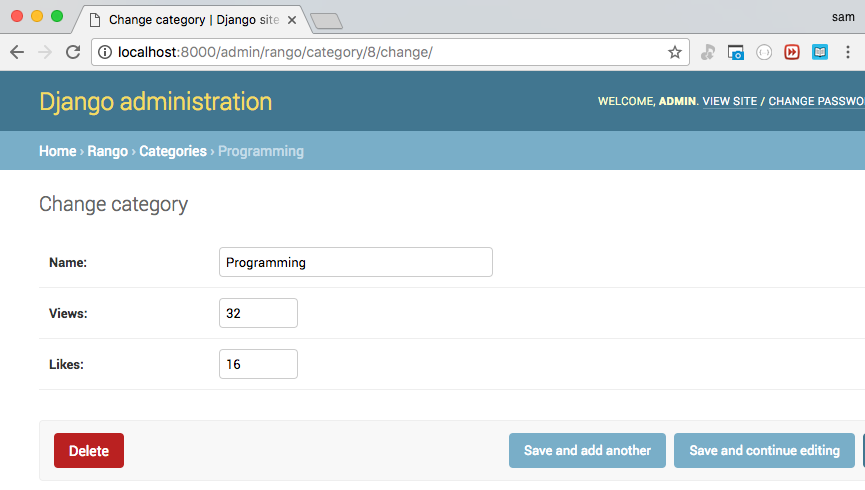 Change category | Django site
sam
localhost:8000/admin/rango/category/8/change/
Django administration
WELCOME, ADMIN. VIEW SITE / CHANGE PASSWO
Home › Rango › Categories › Programming
Change category
Name: Programming
Views: 32
Likes: 16
Delete Save and add another Save and continue editing